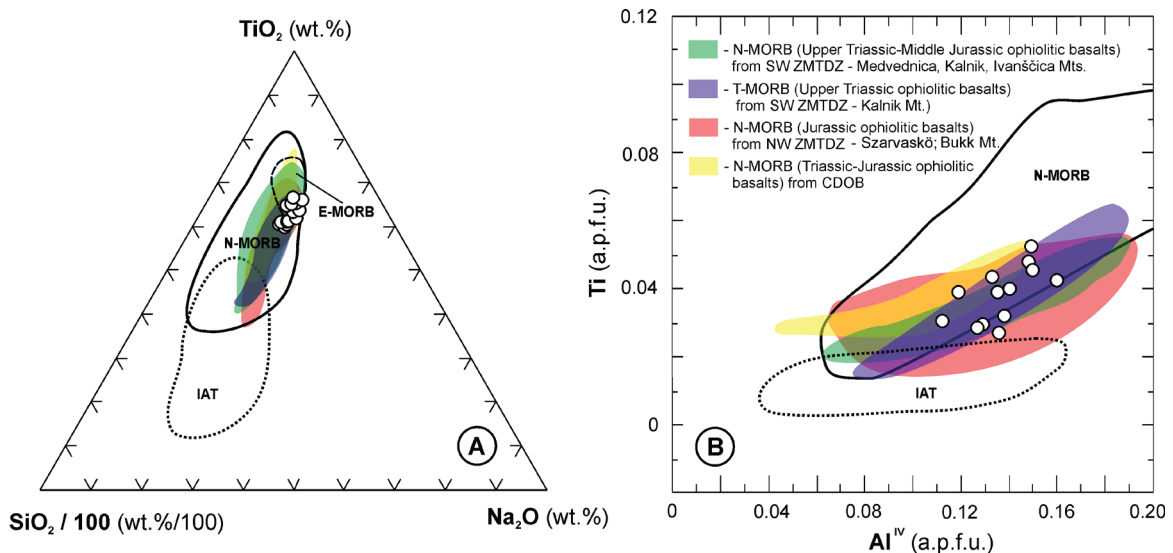 TiO₂ (wt.%)
E-MORB
N-MORB
IAT
A
SiO₂ / 100 (wt.%/100)
Na₂O (wt.%)
0.12
0.08
0.04
0
Ti (a.p.f.u.)
- N-MORB (Upper Triassic-Middle Jurassic ophiolitic basalts)
from SW ZMTDZ - Medvednica, Kalnik, Ivanščica Mts.
- T-MORB (Upper Triassic ophiolitic basalts)
from SW ZMTDZ - Kalnik Mt.)
- N-MORB (Jurassic ophiolitic basalts)
from NW ZMTDZ - Szarvaskö; Bukk Mt.
- N-MORB (Triassic-Jurassic ophiolitic
basalts) from CDOB
N-MORB
IAT
B
0 0.04 0.08 0.12 0.16 0.20
Alᴵⱽ (a.p.f.u.)